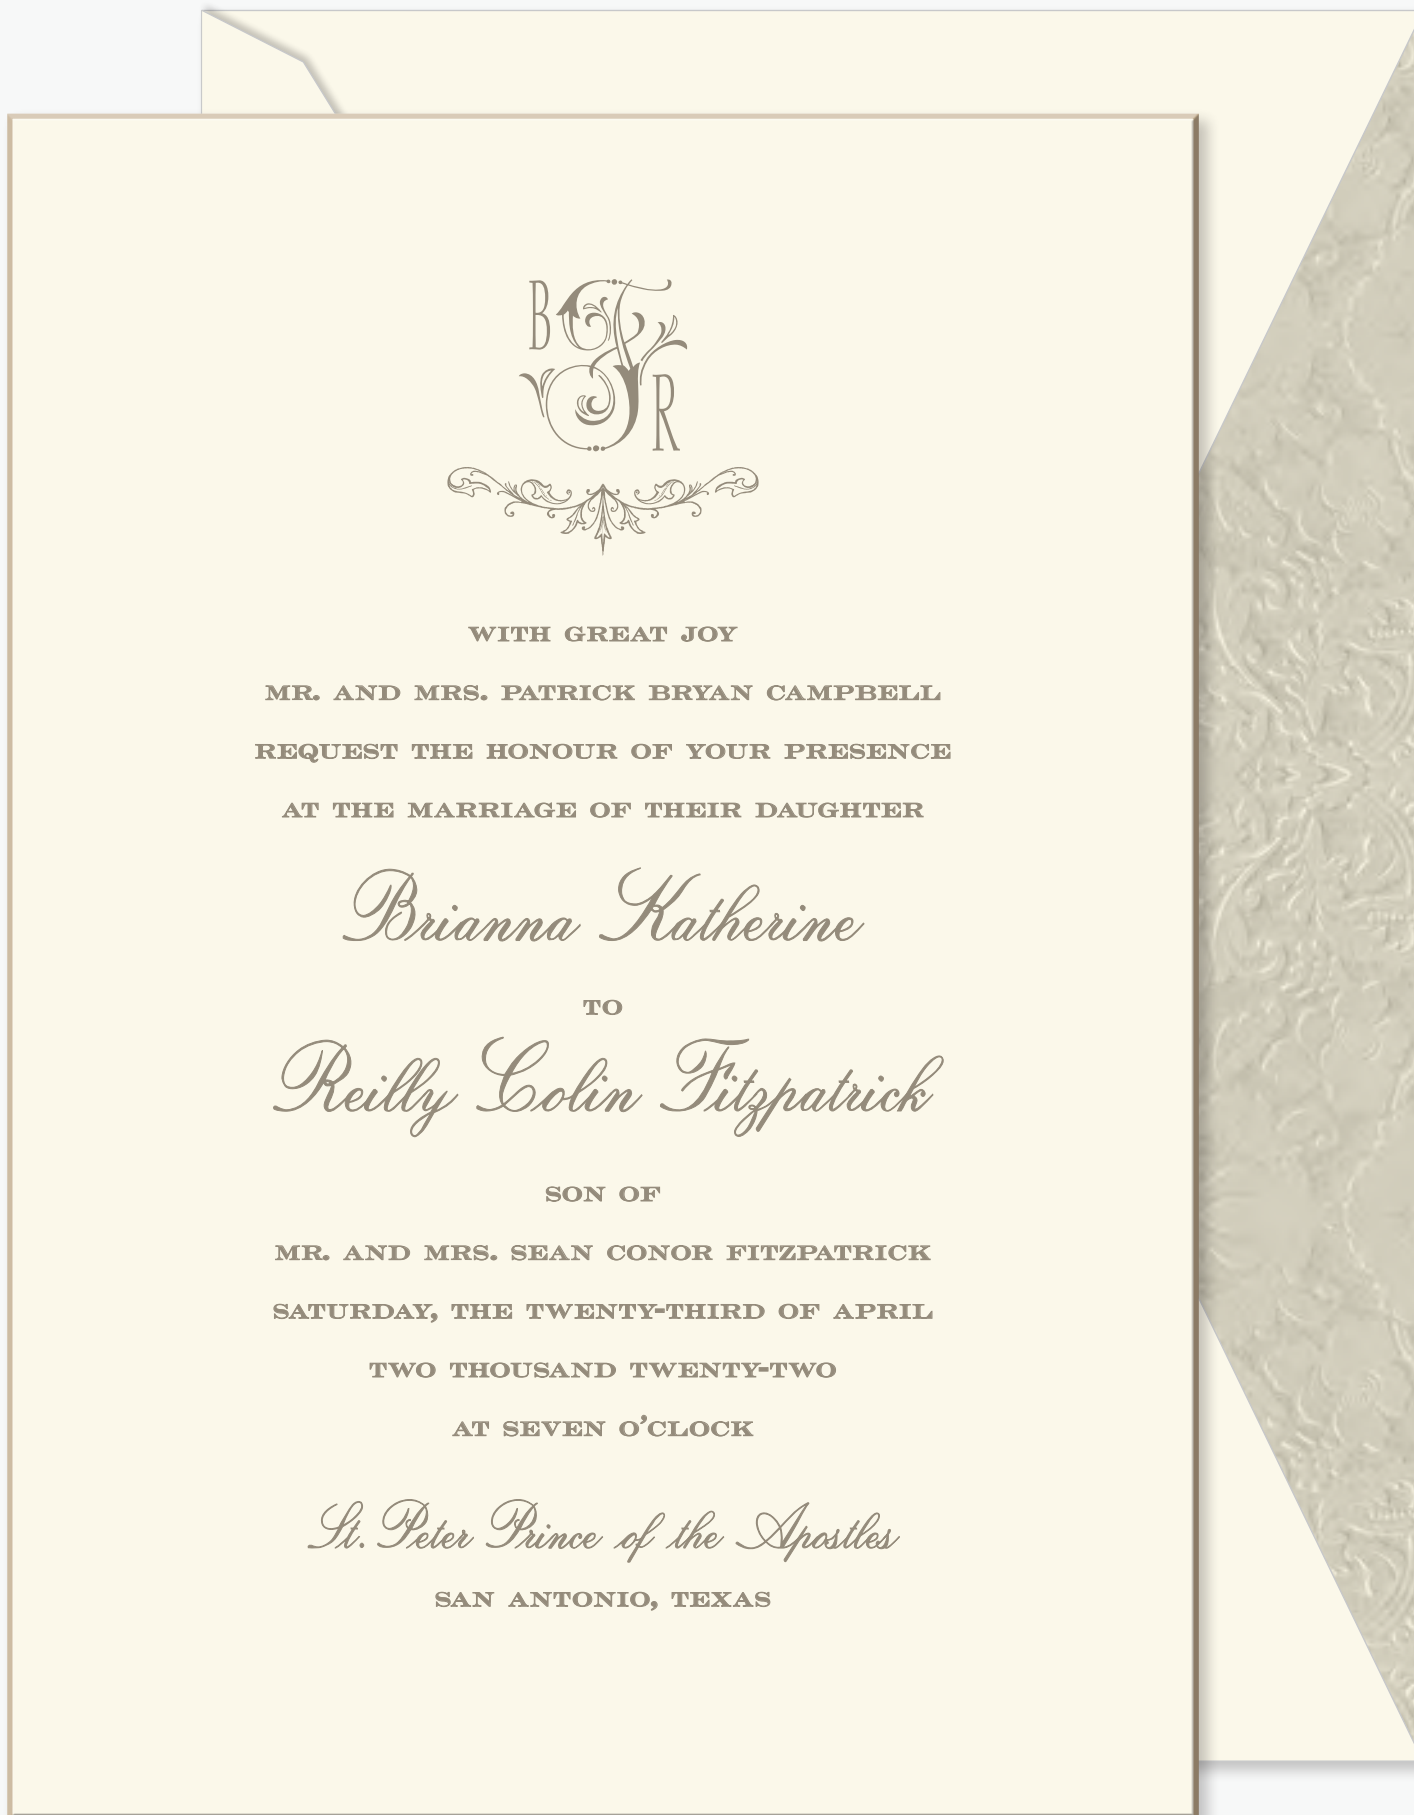 B F R
WITH GREAT JOY
MR. AND MRS. PATRICK BRYAN CAMPBELL
REQUEST THE HONOUR OF YOUR PRESENCE
AT THE MARRIAGE OF THEIR DAUGHTER
Brianna Katherine
TO
Reilly Colin Fitzpatrick
SON OF
MR. AND MRS. SEAN CONOR FITZPATRICK
SATURDAY, THE TWENTY-THIRD OF APRIL
TWO THOUSAND TWENTY-TWO
AT SEVEN O'CLOCK
St. Peter Prince of the Apostles
SAN ANTONIO, TEXAS